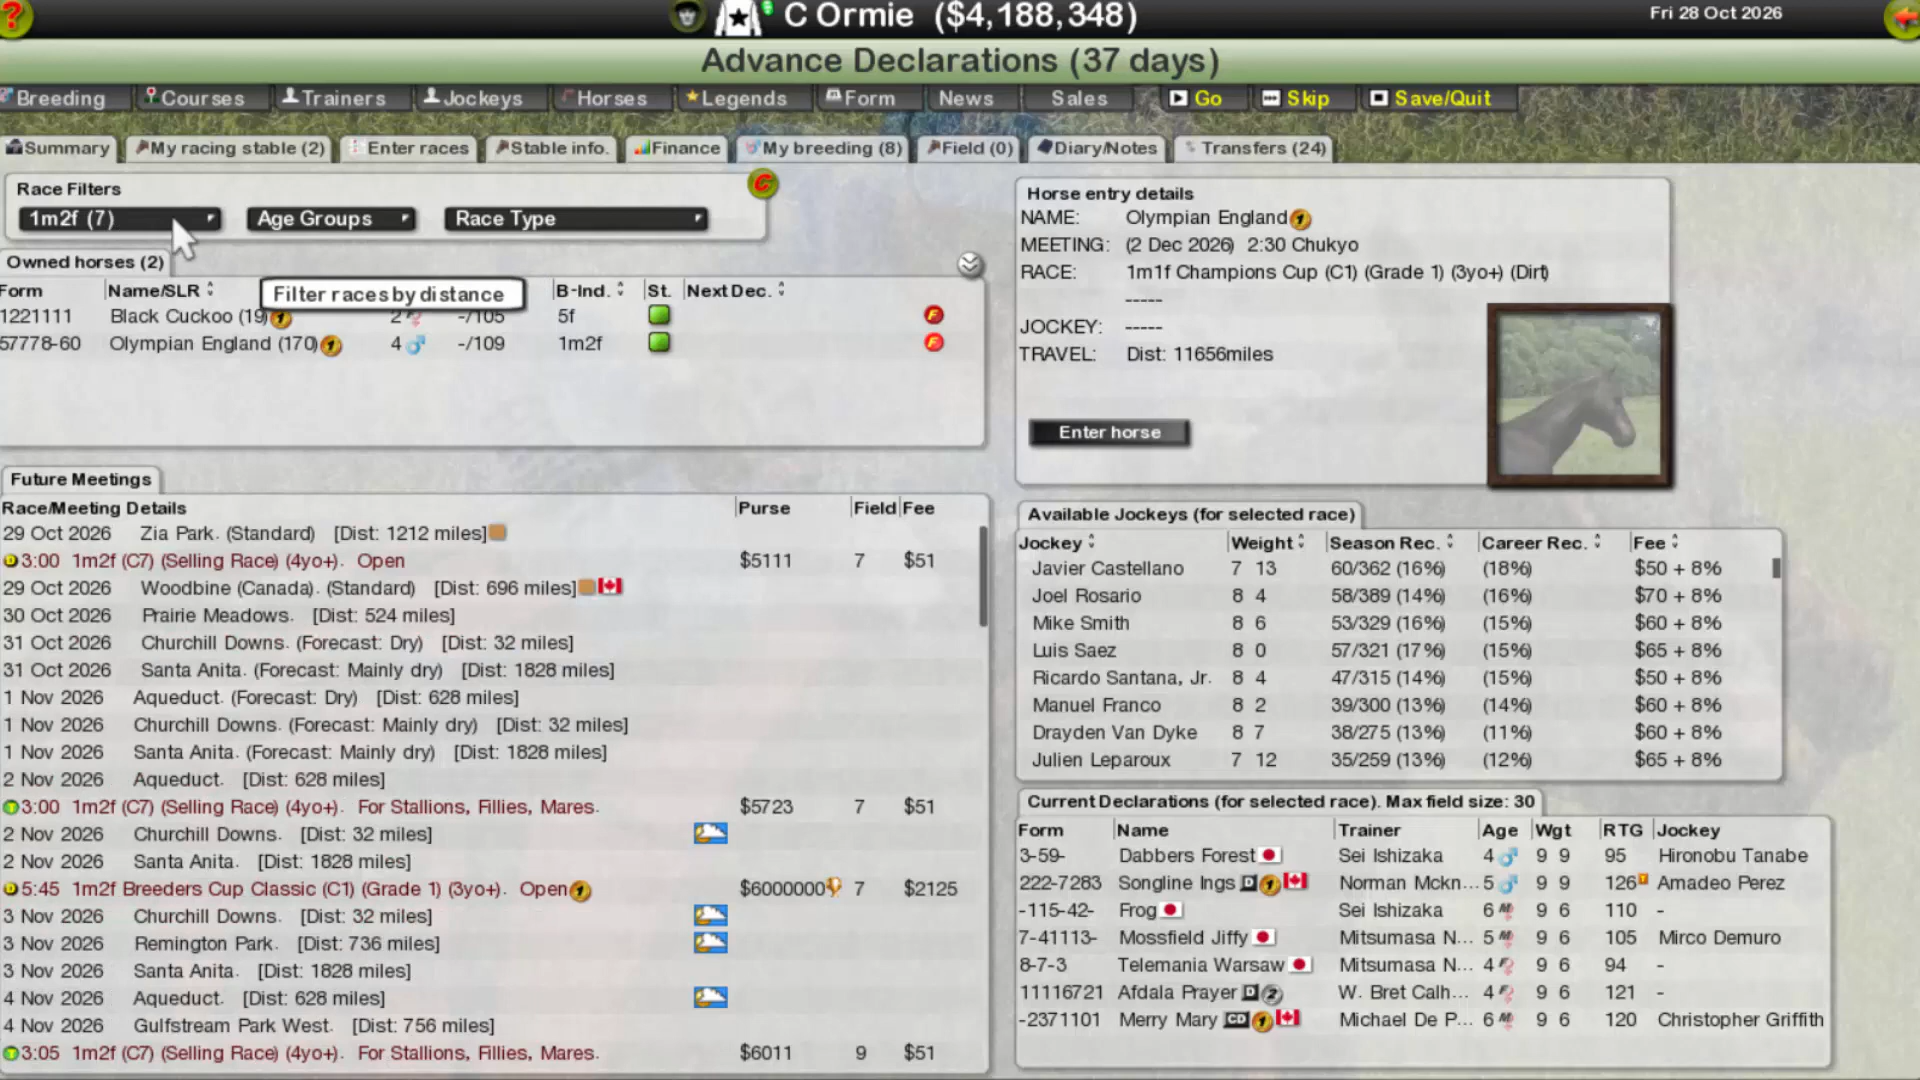 C Ormie ($4,188,348)
Fri 28 Oct 2026
Advance Declarations (37 days)
Breeding Courses Trainers Jockeys Horses Legends Form News Sales Go Skip Save/Quit
Summary My racing stable (2) Enter races Stable info. Finance My breeding (8) Field (0) Diary/Notes Transfers (24)
Race Filters
1m2f (7) Age Groups Race Type
Owned horses (2)
Form Name/SLR B-Ind. St. Next Dec.
Filter races by distance
1221111 Black Cuckoo (19) 2 -/105 5f
57778-60 Olympian England (170) 4 -/109 1m2f
Horse entry details
NAME: Olympian England
MEETING: (2 Dec 2026) 2:30 Chukyo
RACE: 1m1f Champions Cup (C1) (Grade 1) (3yo+) (Dirt)
-----
JOCKEY: -----
TRAVEL: Dist: 11656miles
Enter horse
Future Meetings
Race/Meeting Details Purse Field Fee
29 Oct 2026 Zia Park. (Standard) [Dist: 1212 miles]
D 3:00 1m2f (C7) (Selling Race) (4yo+). Open $5111 7 $51
29 Oct 2026 Woodbine (Canada). (Standard) [Dist: 696 miles]
30 Oct 2026 Prairie Meadows. [Dist: 524 miles]
31 Oct 2026 Churchill Downs. (Forecast: Dry) [Dist: 32 miles]
31 Oct 2026 Santa Anita. (Forecast: Mainly dry) [Dist: 1828 miles]
1 Nov 2026 Aqueduct. (Forecast: Dry) [Dist: 628 miles]
1 Nov 2026 Churchill Downs. (Forecast: Mainly dry) [Dist: 32 miles]
1 Nov 2026 Santa Anita. (Forecast: Mainly dry) [Dist: 1828 miles]
2 Nov 2026 Aqueduct. [Dist: 628 miles]
T 3:00 1m2f (C7) (Selling Race) (4yo+). For Stallions, Fillies, Mares. $5723 7 $51
2 Nov 2026 Churchill Downs. [Dist: 32 miles]
2 Nov 2026 Santa Anita. [Dist: 1828 miles]
D 5:45 1m2f Breeders Cup Classic (C1) (Grade 1) (3yo+). Open $6000000 7 $2125
3 Nov 2026 Churchill Downs. [Dist: 32 miles]
3 Nov 2026 Remington Park. [Dist: 736 miles]
3 Nov 2026 Santa Anita. [Dist: 1828 miles]
4 Nov 2026 Aqueduct. [Dist: 628 miles]
4 Nov 2026 Gulfstream Park West. [Dist: 756 miles]
T 3:05 1m2f (C7) (Selling Race) (4yo+). For Stallions, Fillies, Mares. $6011 9 $51
Available Jockeys (for selected race)
Jockey Weight Season Rec. Career Rec. Fee
Javier Castellano 7 13 60/362 (16%) (18%) $50 + 8%
Joel Rosario 8 4 58/389 (14%) (16%) $70 + 8%
Mike Smith 8 6 53/329 (16%) (15%) $60 + 8%
Luis Saez 8 0 57/321 (17%) (15%) $65 + 8%
Ricardo Santana, Jr. 8 4 47/315 (14%) (15%) $50 + 8%
Manuel Franco 8 2 39/300 (13%) (14%) $60 + 8%
Drayden Van Dyke 8 7 38/275 (13%) (11%) $60 + 8%
Julien Leparoux 7 12 35/259 (13%) (12%) $65 + 8%
Current Declarations (for selected race). Max field size: 30
Form Name Trainer Age Wgt RTG Jockey
3-59- Dabbers Forest Sei Ishizaka 4 9 9 95 Hironobu Tanabe
222-7283 Songline Ings D 1 Norman Mckn... 5 9 9 126 Amadeo Perez
-115-42- Frog Sei Ishizaka 6 9 6 110 -
7-41113- Mossfield Jiffy Mitsumasa N... 5 9 6 105 Mirco Demuro
8-7-3 Telemania Warsaw Mitsumasa N... 4 9 6 94 -
11116721 Afdala Prayer D 2 W. Bret Calh... 4 9 6 121 -
-2371101 Merry Mary CD 1 Michael De P... 6 9 6 120 Christopher Griffith